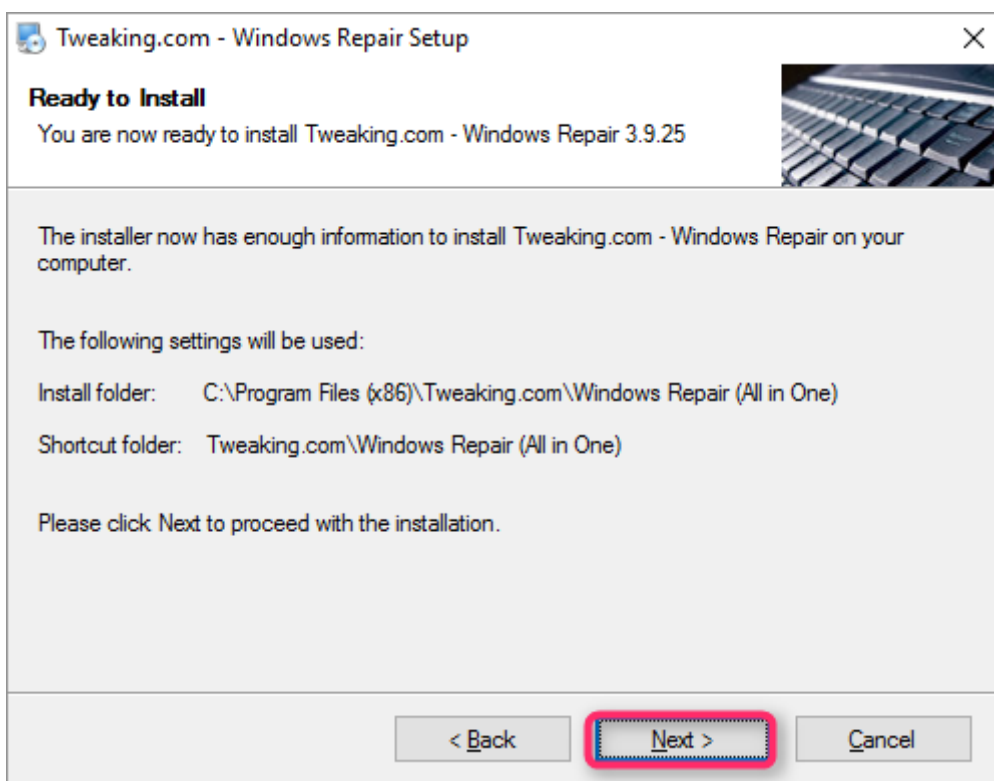 Tweaking.com - Windows Repair Setup
Ready to Install
You are now ready to install Tweaking.com - Windows Repair 3.9.25
The installer now has enough information to install Tweaking.com - Windows Repair on your
computer.
The following settings will be used:
Install folder: C:\Program Files (x86)\Tweaking.com\Windows Repair (All in One)
Shortcut folder: Tweaking.com\Windows Repair (All in One)
Please click Next to proceed with the installation.
< Back Next > Cancel